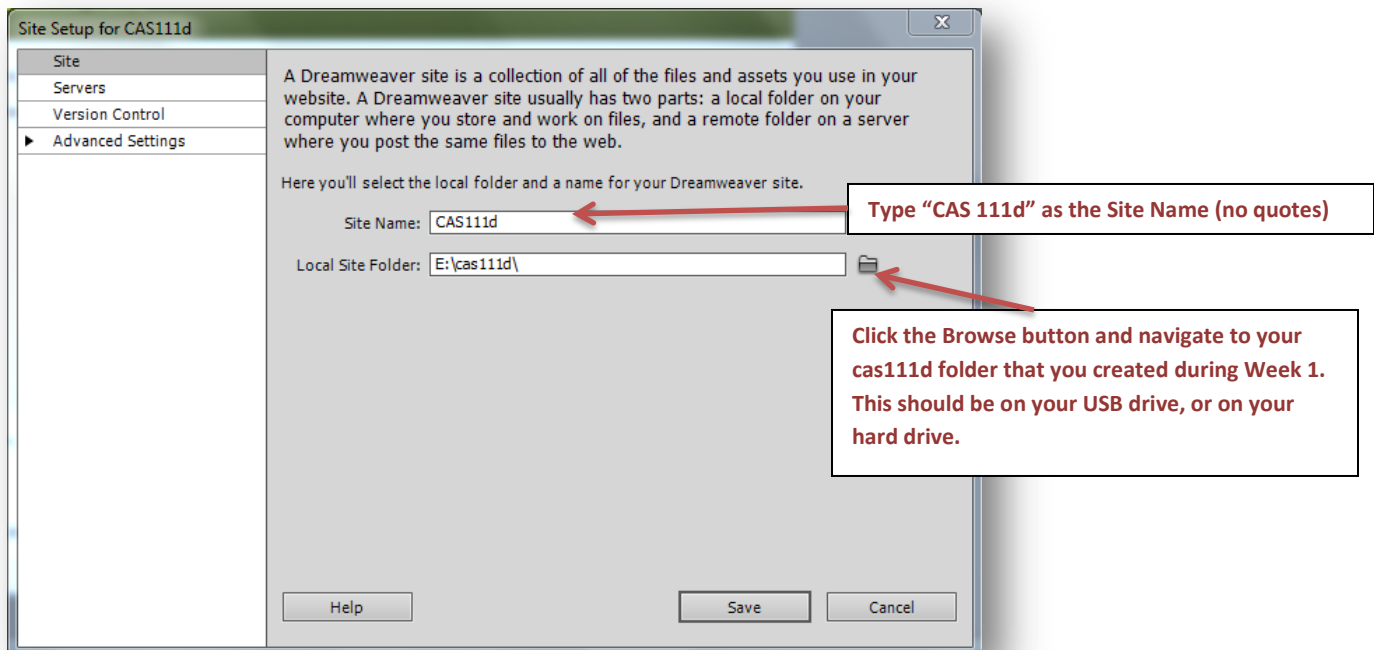 Site Setup for CAS111d
X
Site
Servers
Version Control
Advanced Settings
A Dreamweaver site is a collection of all of the files and assets you use in your
website. A Dreamweaver site usually has two parts: a local folder on your
computer where you store and work on files, and a remote folder on a server
where you post the same files to the web.
Here you'll select the local folder and a name for your Dreamweaver site.
Site Name: CAS111d
Type “CAS 111d” as the Site Name (no quotes)
Local Site Folder: E:\cas111d\
Click the Browse button and navigate to your
cas111d folder that you created during Week 1.
This should be on your USB drive, or on your
hard drive.
Help
Save
Cancel